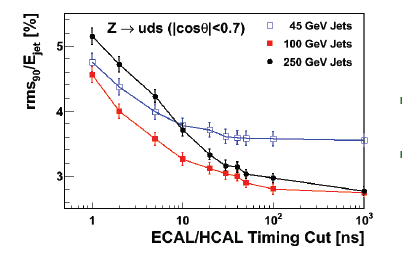 Z → uds (|cosθ|<0.7)
45 GeV Jets
100 GeV Jets
250 GeV Jets
rms90/Ejet [%]
5
4
3
1
10
10²
10³
ECAL/HCAL Timing Cut [ns]